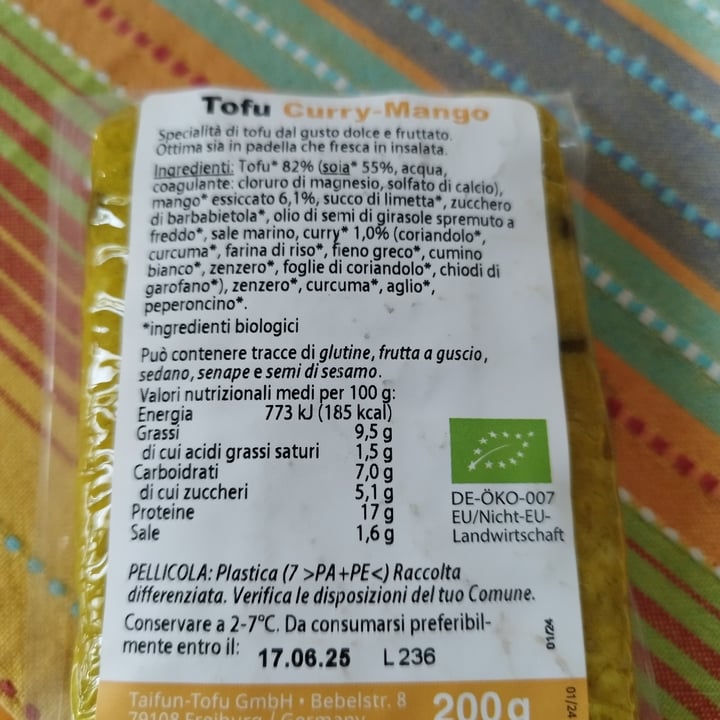 Tofu Curry-Mango
Specialità di tofu dal gusto dolce e fruttato.
Ottima sia in padella che fresca in insalata.
Ingredienti: Tofu* 82% (soia* 55%, acqua,
coagulante: cloruro di magnesio, solfato di calcio),
mango* essiccato 6,1%, succo di limetta*, zucchero
di barbabietola*, olio di semi di girasole spremuto a
freddo*, sale marino, curry* 1,0% (coriandolo*,
curcuma*, farina di riso*, fieno greco*, cumino
bianco*, zenzero*, foglie di coriandolo*, chiodi di
garofano*), zenzero*, curcuma*, aglio*,
peperoncino*.
*ingredienti biologici
Può contenere tracce di glutine, frutta a guscio,
sedano, senape e semi di sesamo.
Valori nutrizionali medi per 100 g:
Energia 773 kJ (185 kcal)
Grassi 9,5 g
di cui acidi grassi saturi 1,5 g
Carboidrati 7,0 g
di cui zuccheri 5,1 g
Proteine 17 g
Sale 1,6 g
DE-ÖKO-007
EU/Nicht-EU-
Landwirtschaft
PELLICOLA: Plastica (7 >PA+PE<) Raccolta
differenziata. Verifica le disposizioni del tuo Comune.
Conservare a 2-7°C. Da consumarsi preferibil-
mente entro il: 17.06.25 L 236
01/24
Taifun-Tofu GmbH • Bebelstr. 8
79108 Freiburg / Germany
200g
01/24